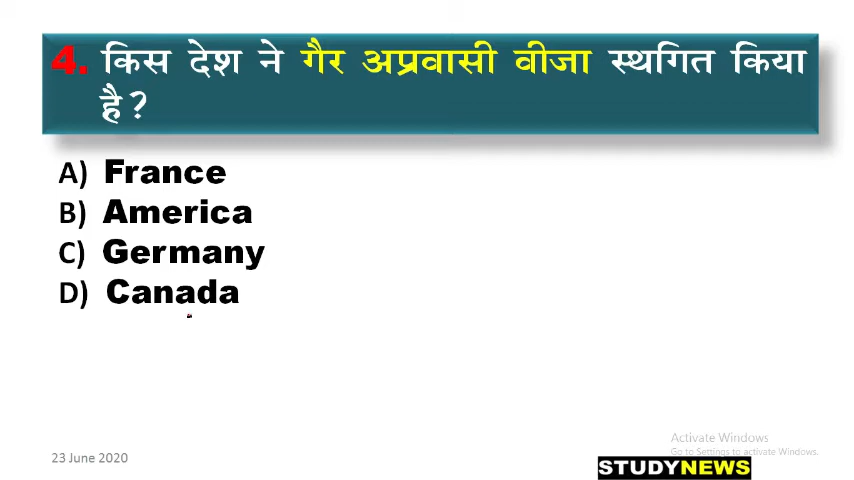 4. किस देश ने गैर अप्रवासी वीजा स्थगित किया
है?
A) France
B) America
C) Germany
D) Canada
Activate Windows
Go to Settings to activate Windows.
23 June 2020
STUDYNEWS